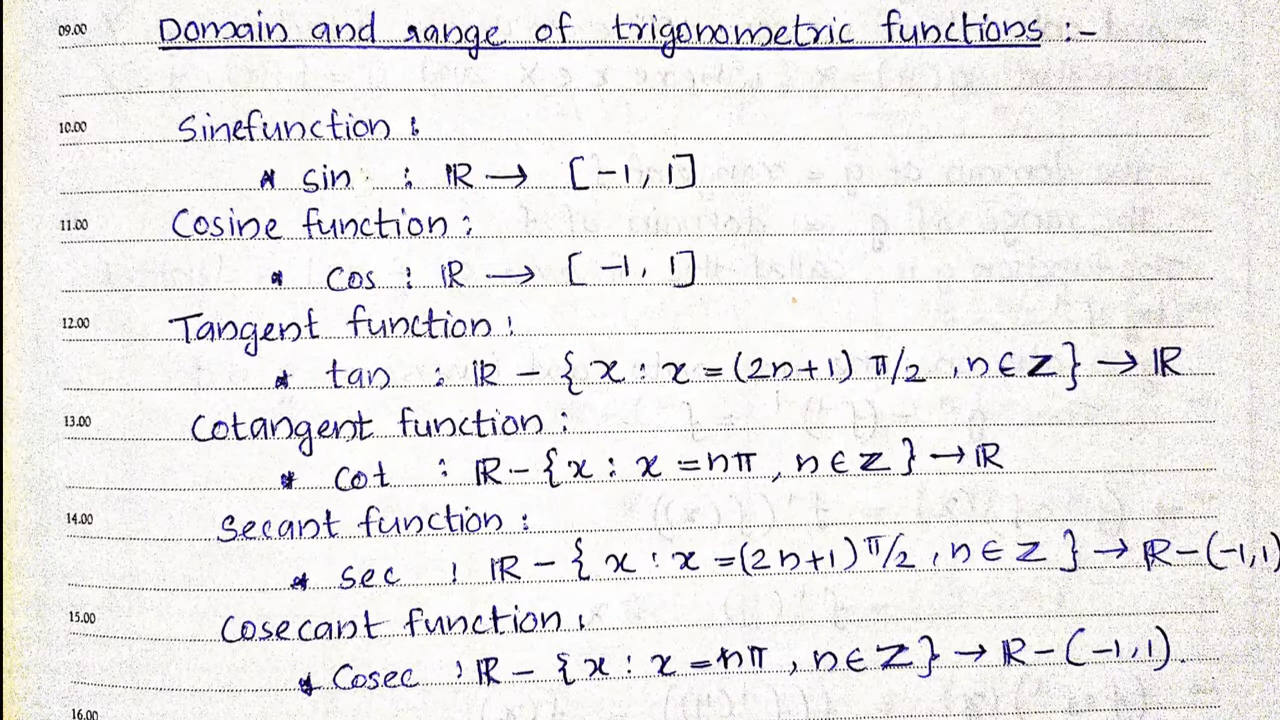 09.00 Domain and range of trigonometric functions :-
10.00 Sinefunction :
* sin : ℝ → [-1, 1]
11.00 Cosine function :
* cos : ℝ → [-1, 1]
12.00 Tangent function :
* tan : ℝ - { x : x = (2n+1) π/2 , n ∈ Z } → ℝ
13.00 Cotangent function :
* cot : ℝ - { x : x = nπ , n ∈ Z } → ℝ
14.00 Secant function :
* sec : ℝ - { x : x = (2n+1) π/2 , n ∈ Z } → ℝ - (-1,1)
15.00 Cosecant function :
* Cosec : ℝ - { x : x = nπ , n ∈ Z } → ℝ - (-1,1).
16.00